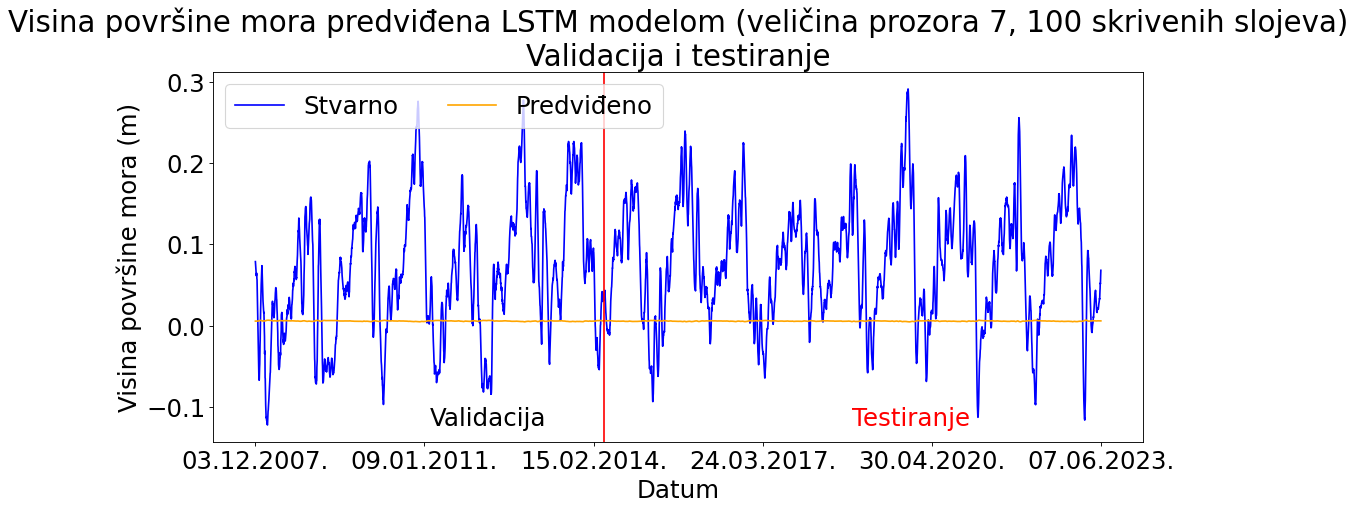 Visina površine mora predviđena LSTM modelom (veličina prozora 7, 100 skrivenih slojeva)
Validacija i testiranje
Stvarno
Predviđeno
Visina površine mora (m)
0.3
0.2
0.1
0.0
−0.1
Validacija
Testiranje
03.12.2007.
09.01.2011.
15.02.2014.
24.03.2017.
30.04.2020.
07.06.2023.
Datum